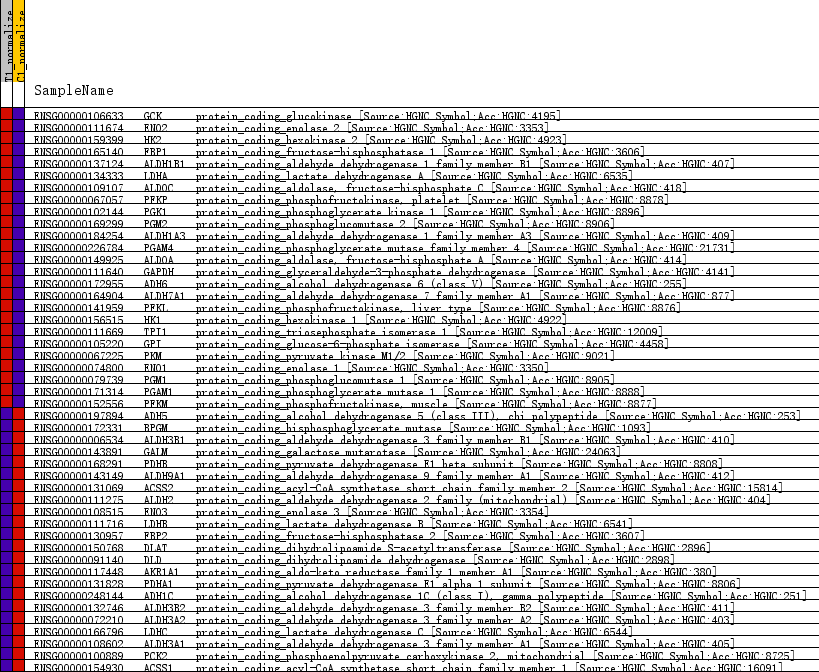 T1_normalize
C1_normalize
SampleName
ENSG00000106633 GCK protein_coding_glucokinase [Source:HGNC Symbol;Acc:HGNC:4195]
ENSG00000111674 ENO2 protein_coding_enolase 2 [Source:HGNC Symbol;Acc:HGNC:3353]
ENSG00000159399 HK2 protein_coding_hexokinase 2 [Source:HGNC Symbol;Acc:HGNC:4923]
ENSG00000165140 FBP1 protein_coding_fructose-bisphosphatase 1 [Source:HGNC Symbol;Acc:HGNC:3606]
ENSG00000137124 ALDH1B1 protein_coding_aldehyde dehydrogenase 1 family member B1 [Source:HGNC Symbol;Acc:HGNC:407]
ENSG00000134333 LDHA protein_coding_lactate dehydrogenase A [Source:HGNC Symbol;Acc:HGNC:6535]
ENSG00000109107 ALDOC protein_coding_aldolase, fructose-bisphosphate C [Source:HGNC Symbol;Acc:HGNC:418]
ENSG00000067057 PFKP protein_coding_phosphofructokinase, platelet [Source:HGNC Symbol;Acc:HGNC:8878]
ENSG00000102144 PGK1 protein_coding_phosphoglycerate kinase 1 [Source:HGNC Symbol;Acc:HGNC:8896]
ENSG00000169299 PGM2 protein_coding_phosphoglucomutase 2 [Source:HGNC Symbol;Acc:HGNC:8906]
ENSG00000184254 ALDH1A3 protein_coding_aldehyde dehydrogenase 1 family member A3 [Source:HGNC Symbol;Acc:HGNC:409]
ENSG00000226784 PGAM4 protein_coding_phosphoglycerate mutase family member 4 [Source:HGNC Symbol;Acc:HGNC:21731]
ENSG00000149925 ALDOA protein_coding_aldolase, fructose-bisphosphate A [Source:HGNC Symbol;Acc:HGNC:414]
ENSG00000111640 GAPDH protein_coding_glyceraldehyde-3-phosphate dehydrogenase [Source:HGNC Symbol;Acc:HGNC:4141]
ENSG00000172955 ADH6 protein_coding_alcohol dehydrogenase 6 (class V) [Source:HGNC Symbol;Acc:HGNC:255]
ENSG00000164904 ALDH7A1 protein_coding_aldehyde dehydrogenase 7 family member A1 [Source:HGNC Symbol;Acc:HGNC:877]
ENSG00000141959 PFKL protein_coding_phosphofructokinase, liver type [Source:HGNC Symbol;Acc:HGNC:8876]
ENSG00000156515 HK1 protein_coding_hexokinase 1 [Source:HGNC Symbol;Acc:HGNC:4922]
ENSG00000111669 TPI1 protein_coding_triosephosphate isomerase 1 [Source:HGNC Symbol;Acc:HGNC:12009]
ENSG00000105220 GPI protein_coding_glucose-6-phosphate isomerase [Source:HGNC Symbol;Acc:HGNC:4458]
ENSG00000067225 PKM protein_coding_pyruvate kinase M1/2 [Source:HGNC Symbol;Acc:HGNC:9021]
ENSG00000074800 ENO1 protein_coding_enolase 1 [Source:HGNC Symbol;Acc:HGNC:3350]
ENSG00000079739 PGM1 protein_coding_phosphoglucomutase 1 [Source:HGNC Symbol;Acc:HGNC:8905]
ENSG00000171314 PGAM1 protein_coding_phosphoglycerate mutase 1 [Source:HGNC Symbol;Acc:HGNC:8888]
ENSG00000152556 PFKM protein_coding_phosphofructokinase, muscle [Source:HGNC Symbol;Acc:HGNC:8877]
ENSG00000197894 ADH5 protein_coding_alcohol dehydrogenase 5 (class III), chi polypeptide [Source:HGNC Symbol;Acc:HGNC:253]
ENSG00000172331 BPGM protein_coding_bisphosphoglycerate mutase [Source:HGNC Symbol;Acc:HGNC:1093]
ENSG00000006534 ALDH3B1 protein_coding_aldehyde dehydrogenase 3 family member B1 [Source:HGNC Symbol;Acc:HGNC:410]
ENSG00000143891 GALM protein_coding_galactose mutarotase [Source:HGNC Symbol;Acc:HGNC:24063]
ENSG00000168291 PDHB protein_coding_pyruvate dehydrogenase E1 beta subunit [Source:HGNC Symbol;Acc:HGNC:8808]
ENSG00000143149 ALDH9A1 protein_coding_aldehyde dehydrogenase 9 family member A1 [Source:HGNC Symbol;Acc:HGNC:412]
ENSG00000131069 ACSS2 protein_coding_acyl-CoA synthetase short chain family member 2 [Source:HGNC Symbol;Acc:HGNC:15814]
ENSG00000111275 ALDH2 protein_coding_aldehyde dehydrogenase 2 family (mitochondrial) [Source:HGNC Symbol;Acc:HGNC:404]
ENSG00000108515 ENO3 protein_coding_enolase 3 [Source:HGNC Symbol;Acc:HGNC:3354]
ENSG00000111716 LDHB protein_coding_lactate dehydrogenase B [Source:HGNC Symbol;Acc:HGNC:6541]
ENSG00000130957 FBP2 protein_coding_fructose-bisphosphatase 2 [Source:HGNC Symbol;Acc:HGNC:3607]
ENSG00000150768 DLAT protein_coding_dihydrolipoamide S-acetyltransferase [Source:HGNC Symbol;Acc:HGNC:2896]
ENSG00000091140 DLD protein_coding_dihydrolipoamide dehydrogenase [Source:HGNC Symbol;Acc:HGNC:2898]
ENSG00000117448 AKR1A1 protein_coding_aldo-keto reductase family 1 member A1 [Source:HGNC Symbol;Acc:HGNC:380]
ENSG00000131828 PDHA1 protein_coding_pyruvate dehydrogenase E1 alpha 1 subunit [Source:HGNC Symbol;Acc:HGNC:8806]
ENSG00000248144 ADH1C protein_coding_alcohol dehydrogenase 1C (class I), gamma polypeptide [Source:HGNC Symbol;Acc:HGNC:251]
ENSG00000132746 ALDH3B2 protein_coding_aldehyde dehydrogenase 3 family member B2 [Source:HGNC Symbol;Acc:HGNC:411]
ENSG00000072210 ALDH3A2 protein_coding_aldehyde dehydrogenase 3 family member A2 [Source:HGNC Symbol;Acc:HGNC:403]
ENSG00000166796 LDHC protein_coding_lactate dehydrogenase C [Source:HGNC Symbol;Acc:HGNC:6544]
ENSG00000108602 ALDH3A1 protein_coding_aldehyde dehydrogenase 3 family member A1 [Source:HGNC Symbol;Acc:HGNC:405]
ENSG00000100889 PCK2 protein_coding_phosphoenolpyruvate carboxykinase 2, mitochondrial [Source:HGNC Symbol;Acc:HGNC:8725]
ENSG00000154930 ACSS1 protein_coding_acyl-CoA synthetase short chain family member 1 [Source:HGNC Symbol;Acc:HGNC:16091]